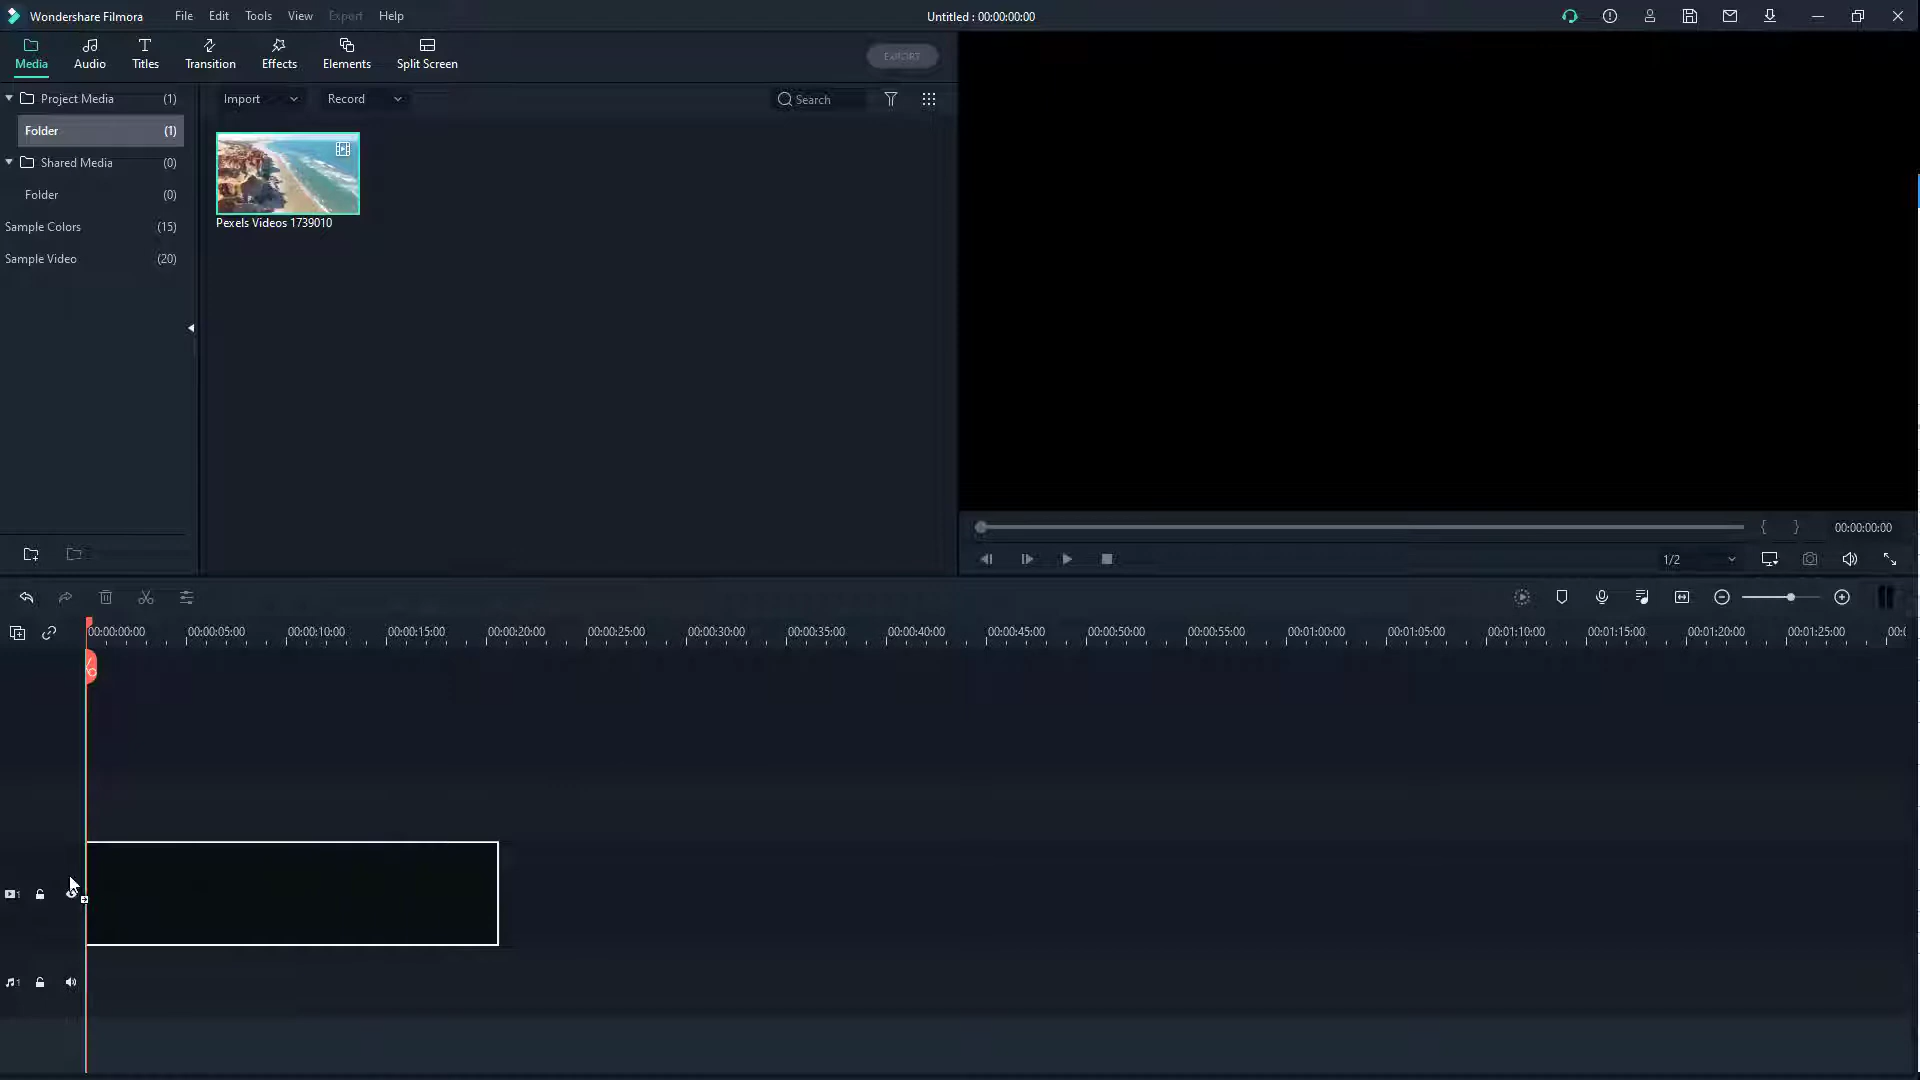 Wondershare Filmora File Edit Tools View Export Help Untitled : 00:00:00:00
Media Audio Titles Transition Effects Elements Split Screen EXPORT
Project Media (1) Import Record Search
Folder (1)
Shared Media (0)
Folder (0)
Pexels Videos 1739010
Sample Colors (15)
Sample Video (20)
00:00:00:00
1/2
00:00:00:00 00:00:05:00 00:00:10:00 00:00:15:00 00:00:20:00 00:00:25:00 00:00:30:00 00:00:35:00 00:00:40:00 00:00:45:00 00:00:50:00 00:00:55:00 00:01:00:00 00:01:05:00 00:01:10:00 00:01:15:00 00:01:20:00 00:01:25:00
1
1